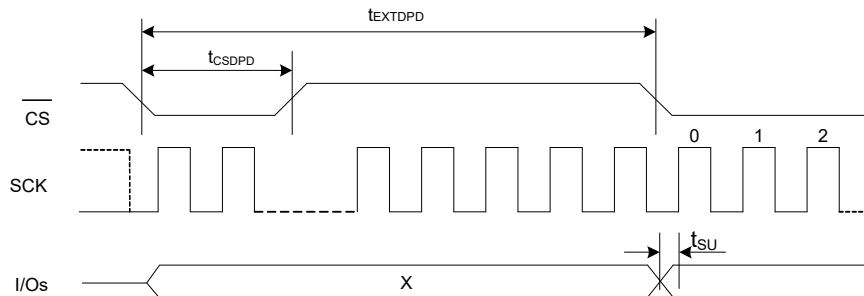 tEXTDPD
tCSDPD
CS
0 1 2
SCK
tSU
I/Os
X